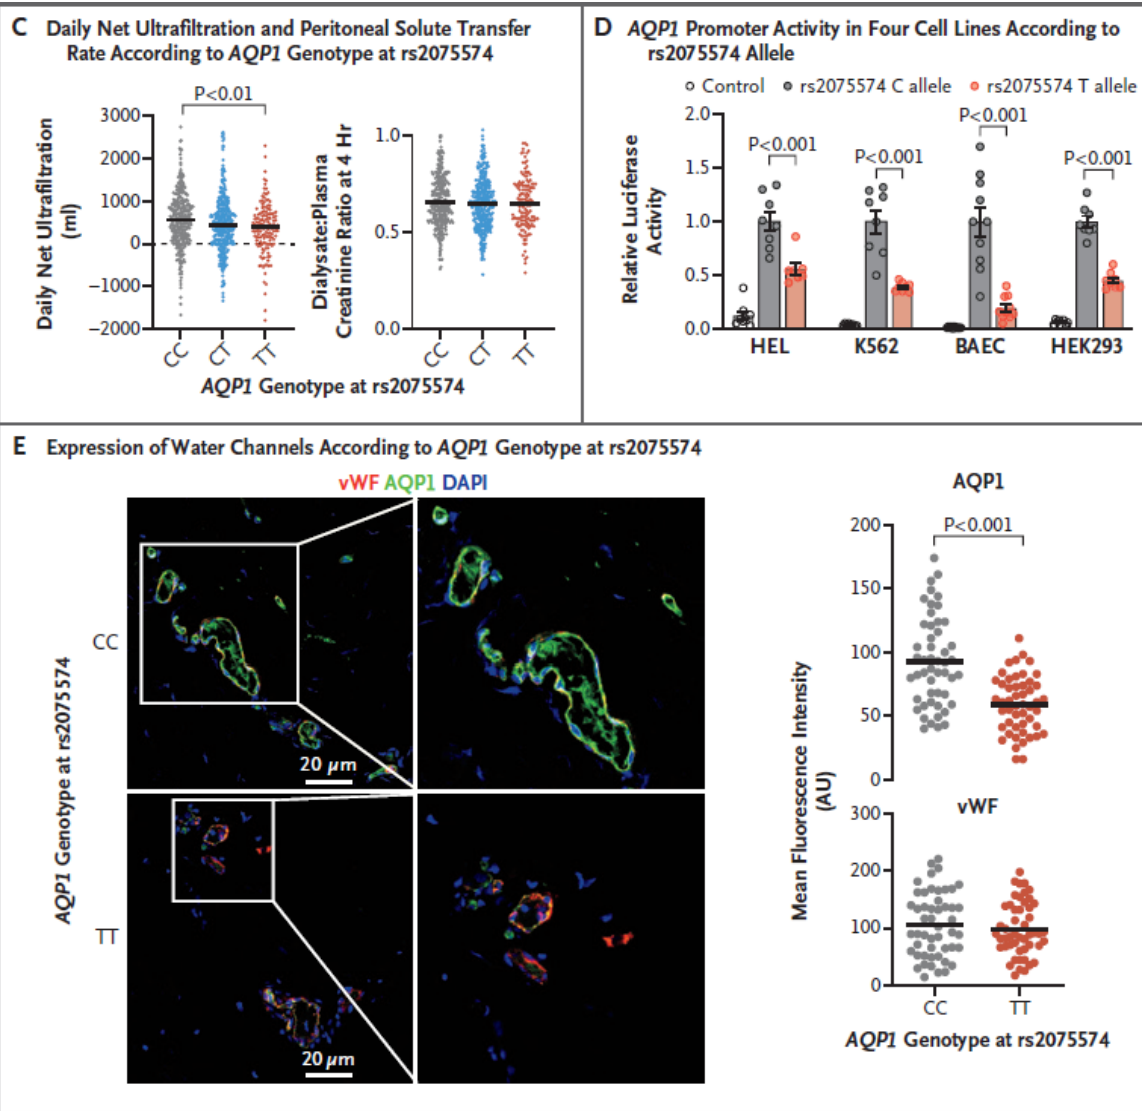 C Daily Net Ultrafiltration and Peritoneal Solute Transfer
Rate According to AQP1 Genotype at rs2075574
P<0.01
Daily Net Ultrafiltration
(ml)
3000
2000
1000
0
−1000
−2000
CC
CT
TT
Dialysate:Plasma
Creatinine Ratio at 4 Hr
1.0
0.5
0.0
CC
CT
TT
AQP1 Genotype at rs2075574
D AQP1 Promoter Activity in Four Cell Lines According to
rs2075574 Allele
Control rs2075574 C allele rs2075574 T allele
Relative Luciferase
Activity
2.0
1.5
1.0
0.5
0.0
P<0.001
P<0.001
P<0.001
P<0.001
HEL K562 BAEC HEK293
E Expression of Water Channels According to AQP1 Genotype at rs2075574
vWF AQP1 DAPI
AQP1 Genotype at rs2075574
CC
20 µm
TT
20 µm
Mean Fluorescence Intensity
(AU)
AQP1
P<0.001
200
150
100
50
0
vWF
300
200
100
0
CC TT
AQP1 Genotype at rs2075574